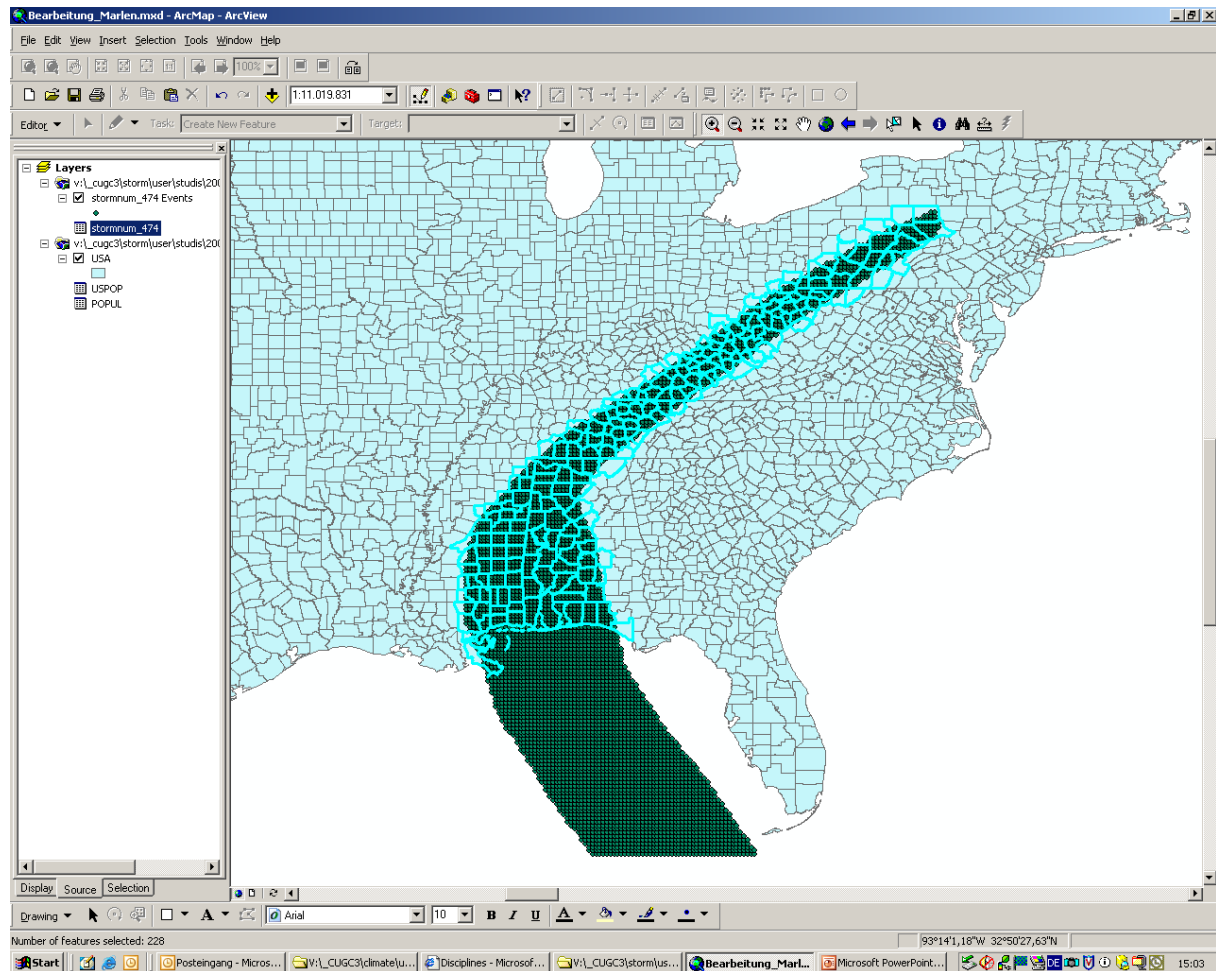 Bearbeitung_Marlen.mxd - ArcMap - ArcView
File Edit View Insert Selection Tools Window Help
100%
1:11.019.831
Editor Task: Create New Feature Target:
Layers
v:\_cugc3\storm\user\studis\200
stormnum_474 Events
stormnum_474
v:\_cugc3\storm\user\studis\200
USA
USPOP
POPUL
Display Source Selection
Drawing A Arial 10 B I U A
Number of features selected: 228 93°14'1,18"W 32°50'27,63"N
Start Posteingang - Micros... V:\_CUGC3\climate\u... Disciplines - Microsof... V:\_CUGC3\storm\us... Bearbeitung_Marl... Microsoft PowerPoint... DE 15:03